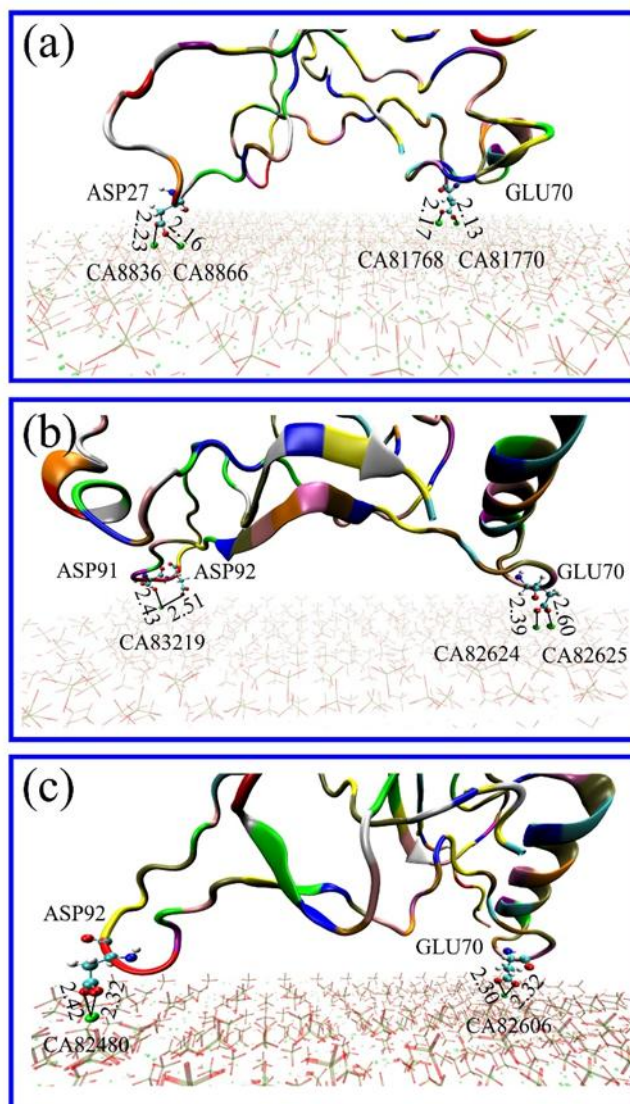 (a)
ASP27
GLU70
2.23
2.16
2.17
2.13
CA8836
CA8866
CA81768
CA81770
(b)
ASP91
ASP92
GLU70
2.43
2.51
2.39
2.60
CA83219
CA82624
CA82625
(c)
ASP92
GLU70
2.42
2.32
2.30
2.32
CA82480
CA82606